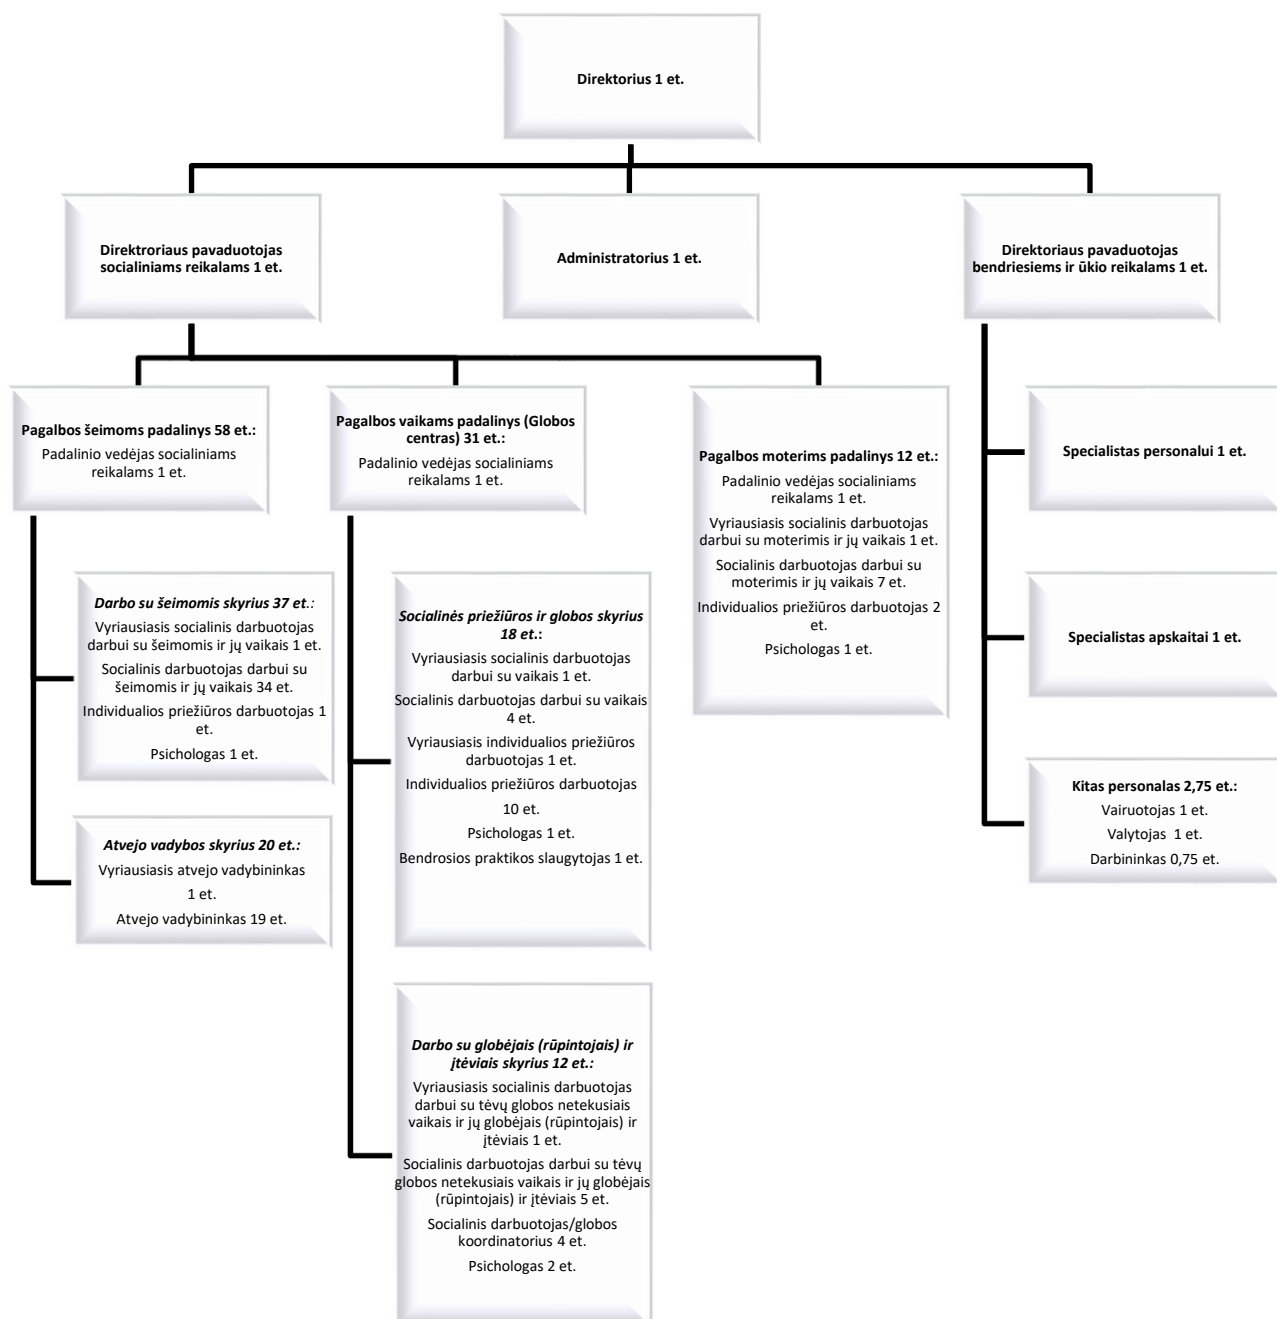 Direktorius 1 et.
Direktroriaus pavaduotojas
socialiniams reikalams 1 et.
Administratorius 1 et.
Direktoriaus pavaduotojas
bendriesiems ir ūkio reikalams 1 et.
Pagalbos šeimoms padalinys 58 et.:
Padalinio vedėjas socialiniams
reikalams 1 et.
Darbo su šeimomis skyrius 37 et.:
Vyriausiasis socialinis darbuotojas
darbui su šeimomis ir jų vaikais 1 et.
Socialinis darbuotojas darbui su
šeimomis ir jų vaikais 34 et.
Individualios priežiūros darbuotojas 1
et.
Psichologas 1 et.
Atvejo vadybos skyrius 20 et.:
Vyriausiasis atvejo vadybininkas
1 et.
Atvejo vadybininkas 19 et.
Pagalbos vaikams padalinys (Globos
centras) 31 et.:
Padalinio vedėjas socialiniams
reikalams 1 et.
Socialinės priežiūros ir globos skyrius
18 et.:
Vyriausiasis socialinis darbuotojas
darbui su vaikais 1 et.
Socialinis darbuotojas darbui su vaikais
4 et.
Vyriausiasis individualios priežiūros
darbuotojas 1 et.
Individualios priežiūros darbuotojas
10 et.
Psichologas 1 et.
Bendrosios praktikos slaugytojas 1 et.
Darbo su globėjais (rūpintojais) ir
įtėviais skyrius 12 et.:
Vyriausiasis socialinis darbuotojas
darbui su tėvų globos netekusiais
vaikais ir jų globėjais (rūpintojais) ir
įtėviais 1 et.
Socialinis darbuotojas darbui su tėvų
globos netekusiais vaikais ir jų globėjais
(rūpintojais) ir įtėviais 5 et.
Socialinis darbuotojas/globos
koordinatorius 4 et.
Psichologas 2 et.
Pagalbos moterims padalinys 12 et.:
Padalinio vedėjas socialiniams
reikalams 1 et.
Vyriausiasis socialinis darbuotojas
darbui su moterimis ir jų vaikais 1 et.
Socialinis darbuotojas darbui su
moterimis ir jų vaikais 7 et.
Individualios priežiūros darbuotojas 2
et.
Psichologas 1 et.
Specialistas personalui 1 et.
Specialistas apskaitai 1 et.
Kitas personalas 2,75 et.:
Vairuotojas 1 et.
Valytojas 1 et.
Darbininkas 0,75 et.